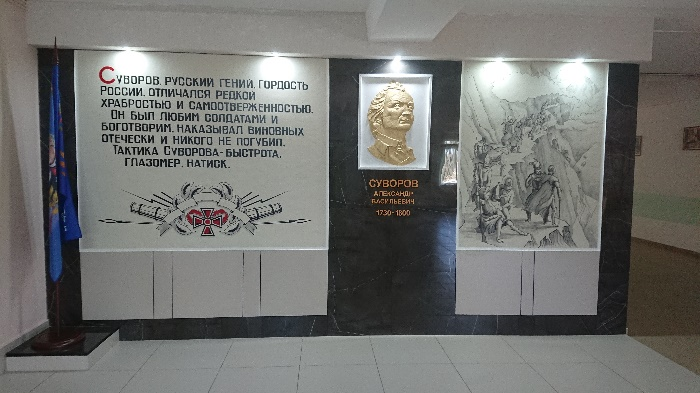 Суворов, русский гений, гордость
России, отличался редкой
храбростью и самоотверженностью.
Он был любим солдатами и
боготворим, наказывал виновных
отечески и никого не погубил.
Тактика Суворова- быстрота,
глазомер, натиск.
СУВОРОВ
АЛЕКСАНДР
ВАСИЛЬЕВИЧ
1730-1800